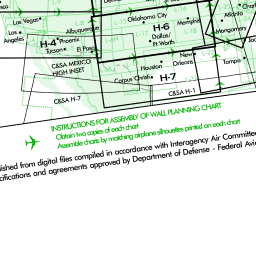 Las Vegas
Los
Angeles
Albuquerque
H-4
Phoenix
Tucson
El Paso
Oklahoma City
H-6
Dallas/
Ft Worth
Memphis
Charl
Atlanta
Montgomery
Houston
New
Orleans
Tampa
Corpus Christi
H-7
C&SA MEXICO
HIGH INSET
C&SA H-7
C&SA H-1
INSTRUCTIONS FOR ASSEMBLY OF WALL PLANNING CHART
Obtain two copies of each chart
Assemble charts by matching airplane silhouettes printed on each chart
ished from digital files compiled in accordance with Interagency Air Committee
cifications and agreements approved by Department of Defense - Federal Avia